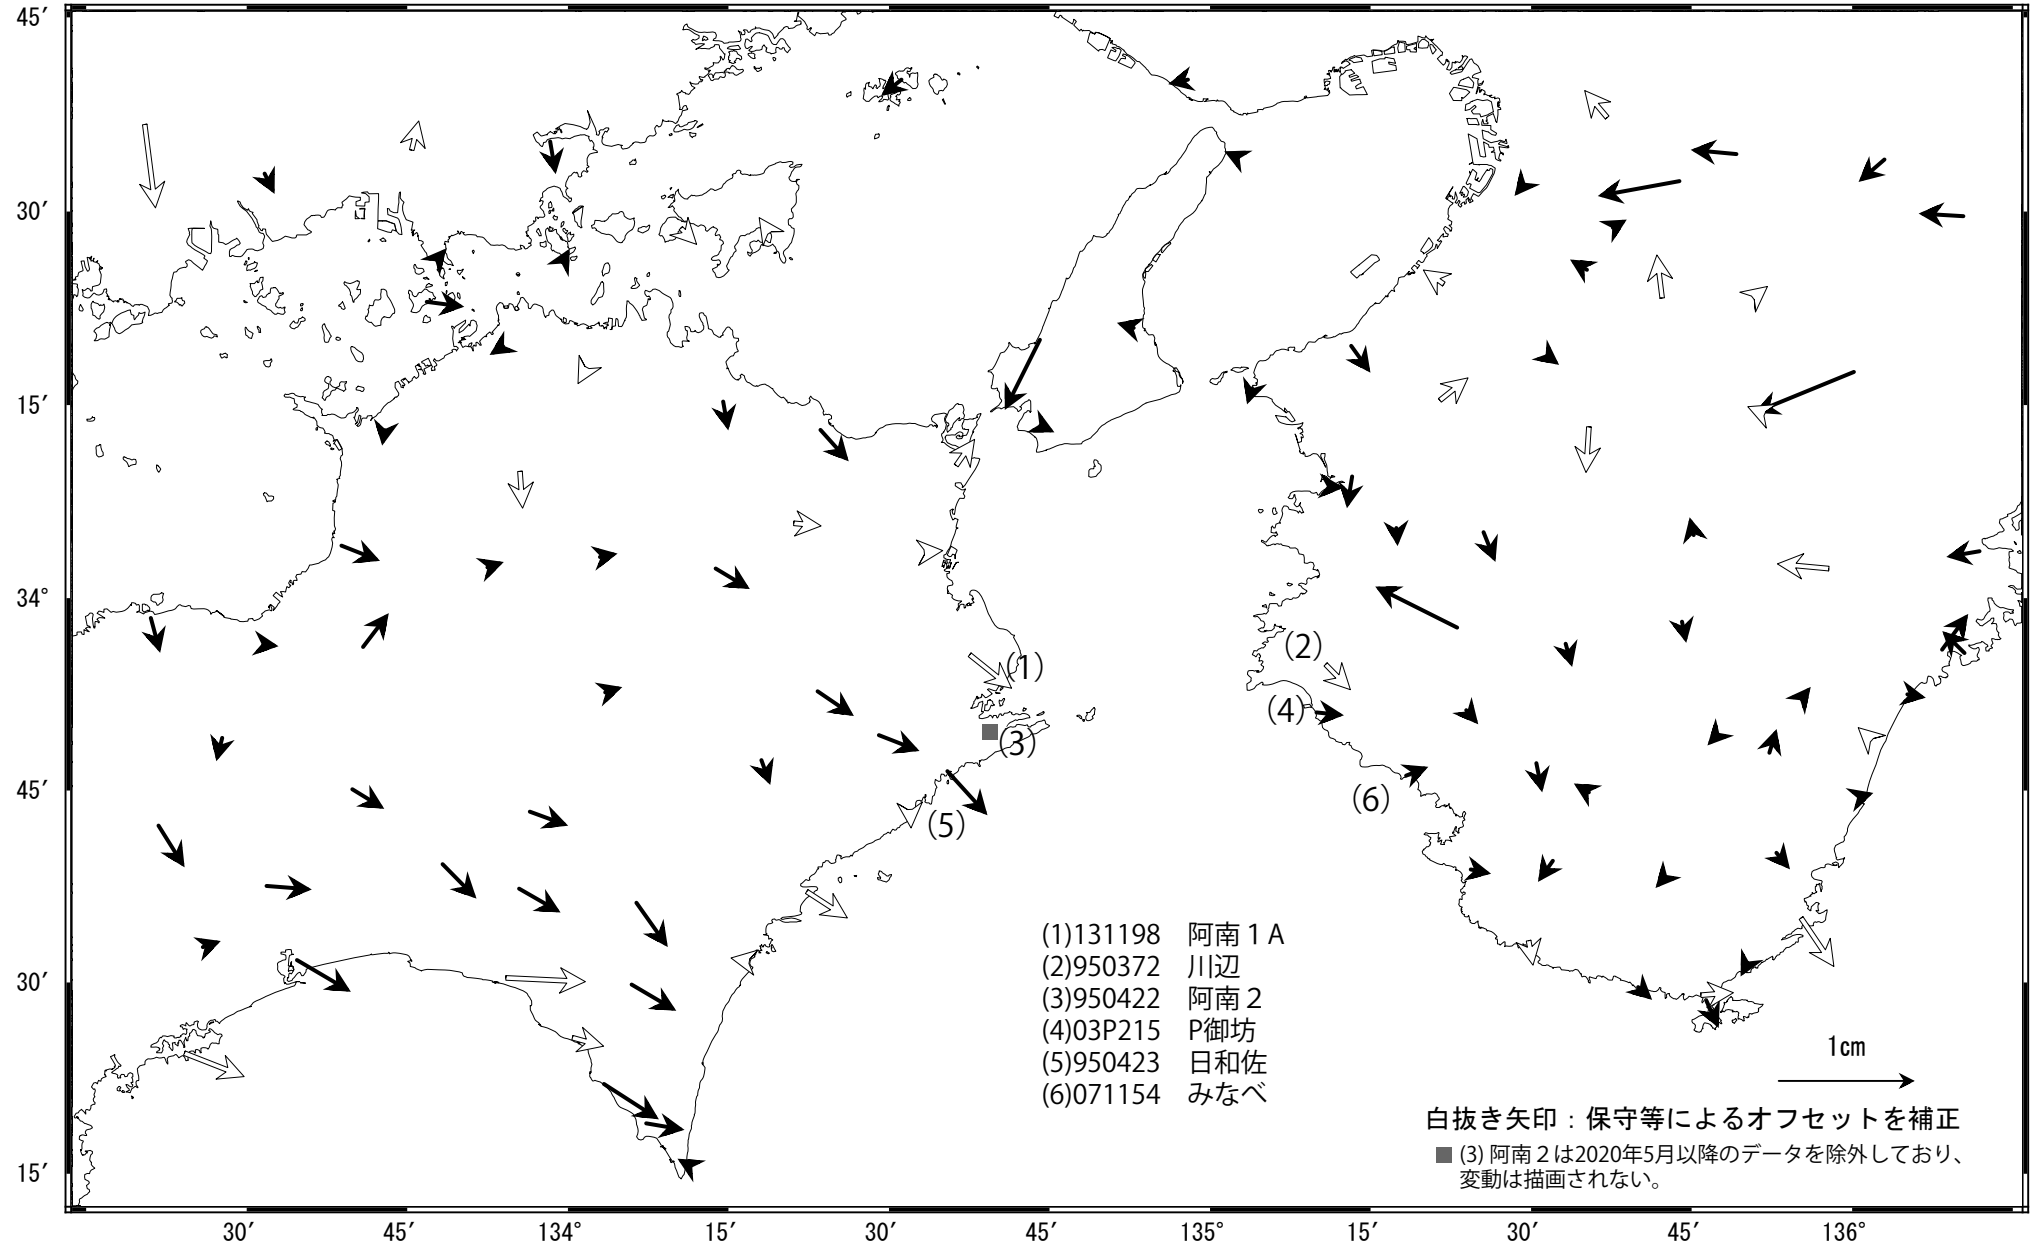 45′
30′
15′
34°
45′
30′
15′
(1)
(2)
(3)
(4)
(5)
(6)
(1)131198　阿南１A
(2)950372　川辺
(3)950422　阿南２
(4)03P215　P御坊
(5)950423　日和佐
(6)071154　みなべ
1cm
白抜き矢印：保守等によるオフセットを補正
(3) 阿南２は2020年5月以降のデータを除外しており、
変動は描画されない。
30′ 45′ 134° 15′ 30′ 45′ 135° 15′ 30′ 45′ 136°